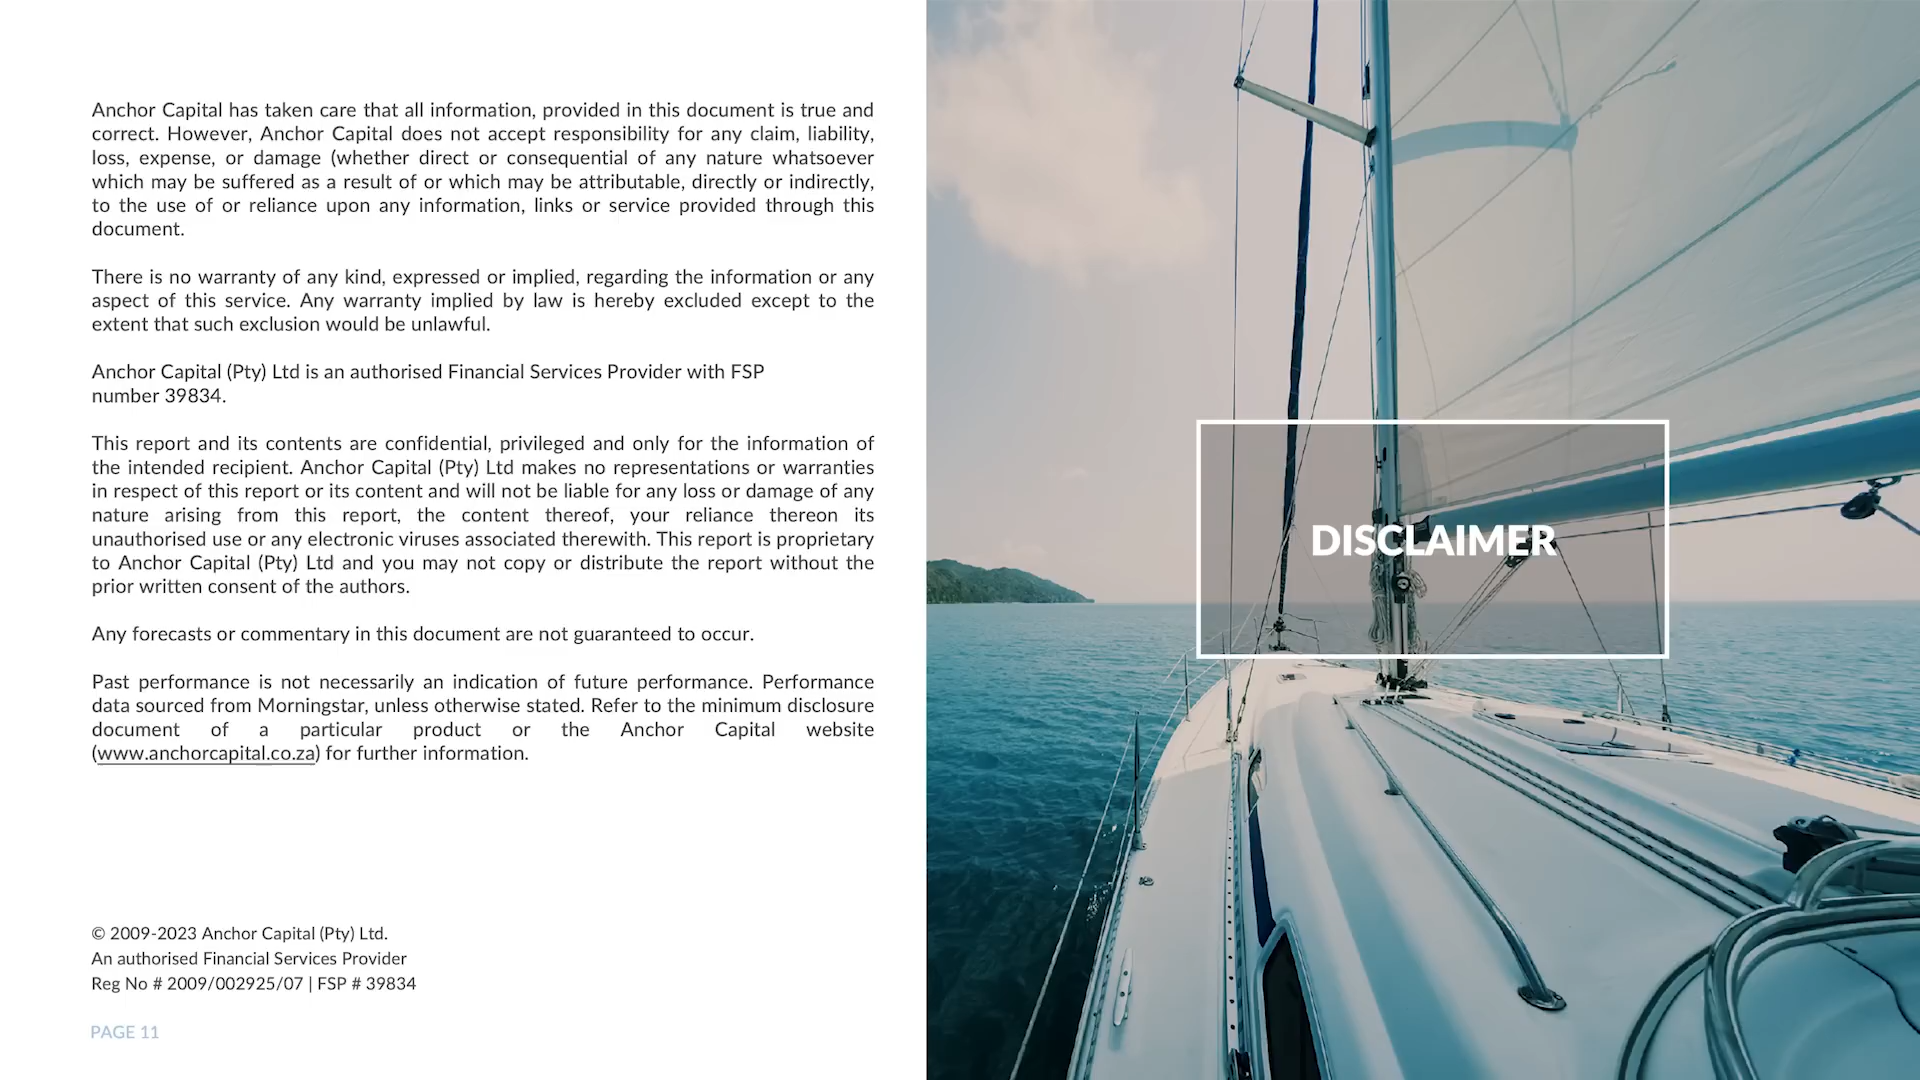 Anchor Capital has taken care that all information, provided in this document is true and
correct. However, Anchor Capital does not accept responsibility for any claim, liability,
loss, expense, or damage (whether direct or consequential of any nature whatsoever
which may be suffered as a result of or which may be attributable, directly or indirectly,
to the use of or reliance upon any information, links or service provided through this
document.
There is no warranty of any kind, expressed or implied, regarding the information or any
aspect of this service. Any warranty implied by law is hereby excluded except to the
extent that such exclusion would be unlawful.
Anchor Capital (Pty) Ltd is an authorised Financial Services Provider with FSP
number 39834.
This report and its contents are confidential, privileged and only for the information of
the intended recipient. Anchor Capital (Pty) Ltd makes no representations or warranties
in respect of this report or its content and will not be liable for any loss or damage of any
nature arising from this report, the content thereof, your reliance thereon its
unauthorised use or any electronic viruses associated therewith. This report is proprietary
to Anchor Capital (Pty) Ltd and you may not copy or distribute the report without the
prior written consent of the authors.
Any forecasts or commentary in this document are not guaranteed to occur.
Past performance is not necessarily an indication of future performance. Performance
data sourced from Morningstar, unless otherwise stated. Refer to the minimum disclosure
document of a particular product or the Anchor Capital website
(www.anchorcapital.co.za) for further information.
© 2009-2023 Anchor Capital (Pty) Ltd.
An authorised Financial Services Provider
Reg No # 2009/002925/07 | FSP # 39834
PAGE 11
DISCLAIMER